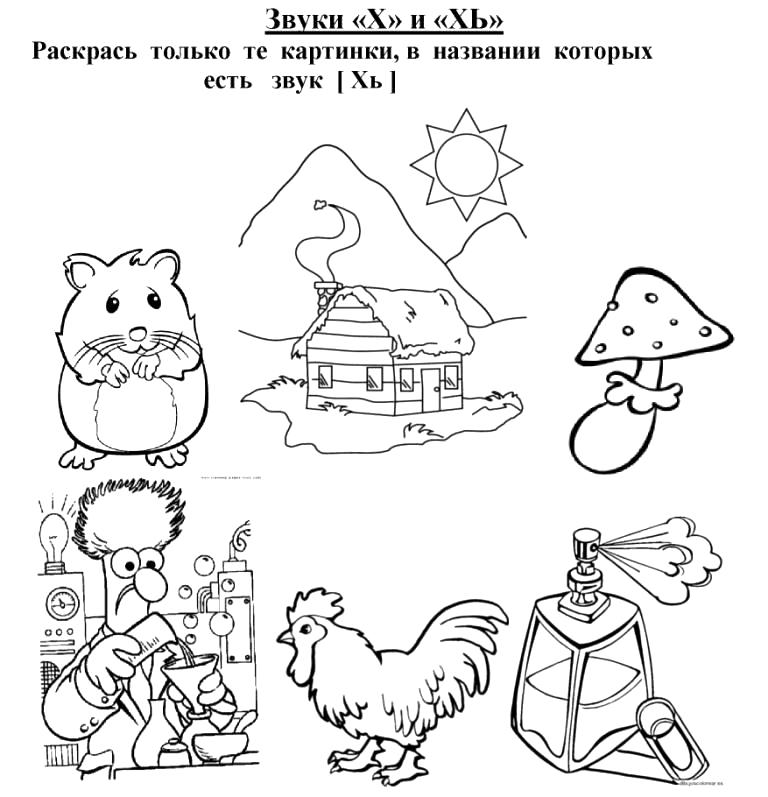 Звуки «Х» и «ХЬ»
Раскрась только те картинки, в названии которых
есть звук [ Хь ]